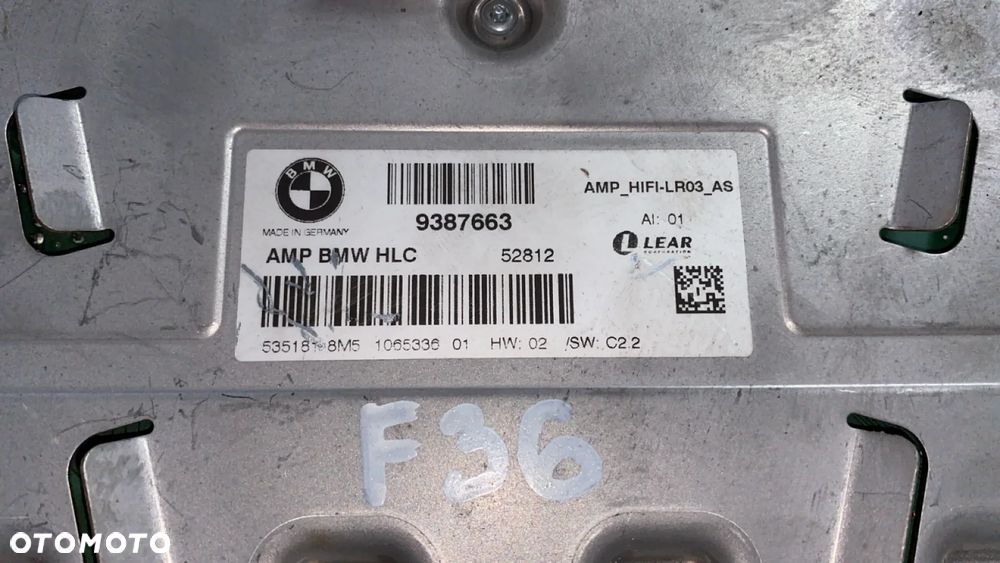 BMW
MADE IN GERMANY
9387663
AMP_HIFI-LR03_AS
AI: 01
LEAR
CORPORATION
AMP BMW HLC 52812
1065336 01 HW: 02 /SW: C2.2
F36
OTOMOTO